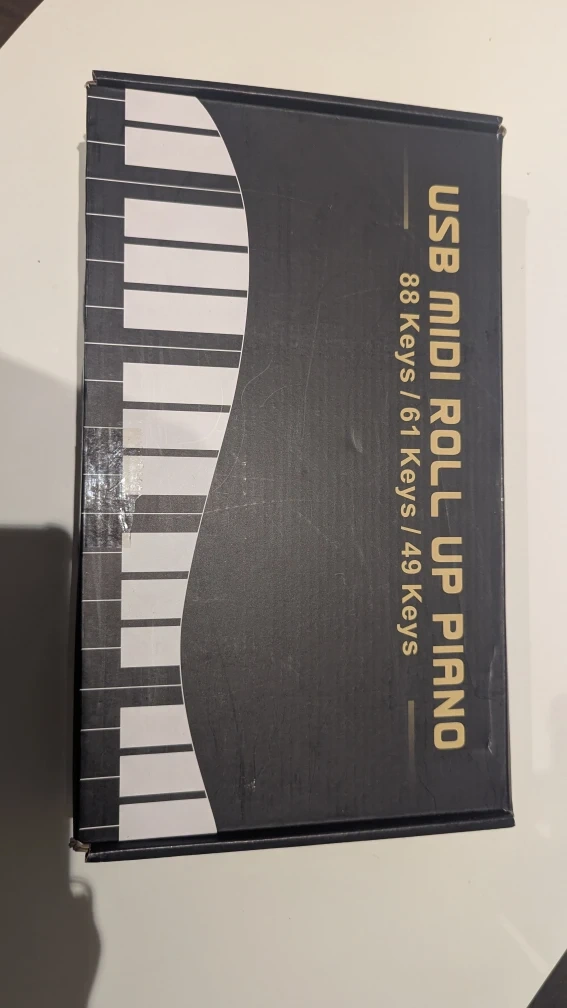 USB MIDI ROLL UP PIANO
88 Keys / 61 Keys / 49 Keys